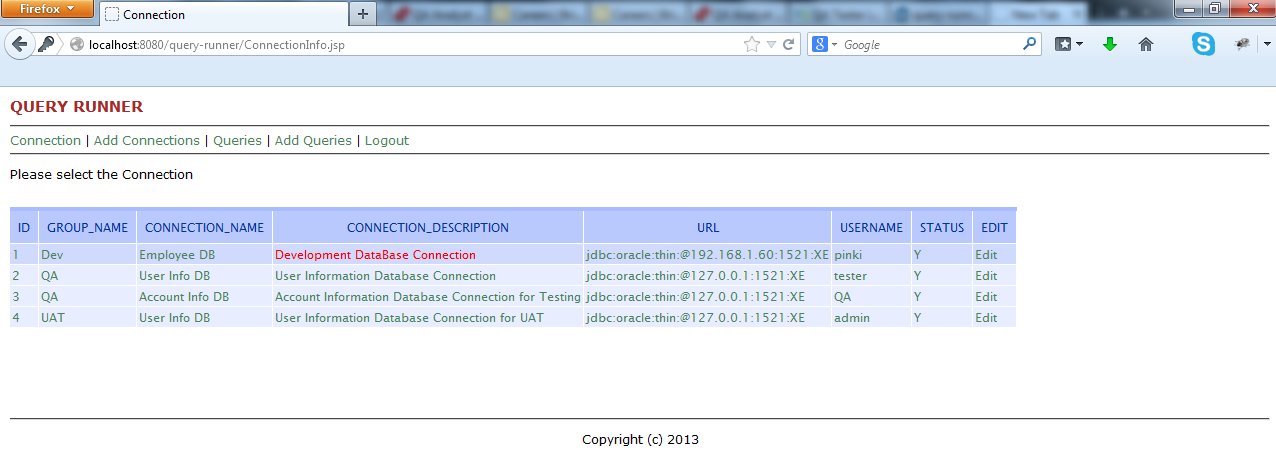 Firefox
Connection
localhost:8080/query-runner/ConnectionInfo.jsp
Google
QUERY RUNNER
Connection | Add Connections | Queries | Add Queries | Logout
Please select the Connection
ID GROUP_NAME CONNECTION_NAME CONNECTION_DESCRIPTION URL USERNAME STATUS EDIT
1 Dev Employee DB Development DataBase Connection jdbc:oracle:thin:@192.168.1.60:1521:XE pinki Y Edit
2 QA User Info DB User Information Database Connection jdbc:oracle:thin:@127.0.0.1:1521:XE tester Y Edit
3 QA Account Info DB Account Information Database Connection for Testing jdbc:oracle:thin:@127.0.0.1:1521:XE QA Y Edit
4 UAT User Info DB User Information Database Connection for UAT jdbc:oracle:thin:@127.0.0.1:1521:XE admin Y Edit
Copyright (c) 2013